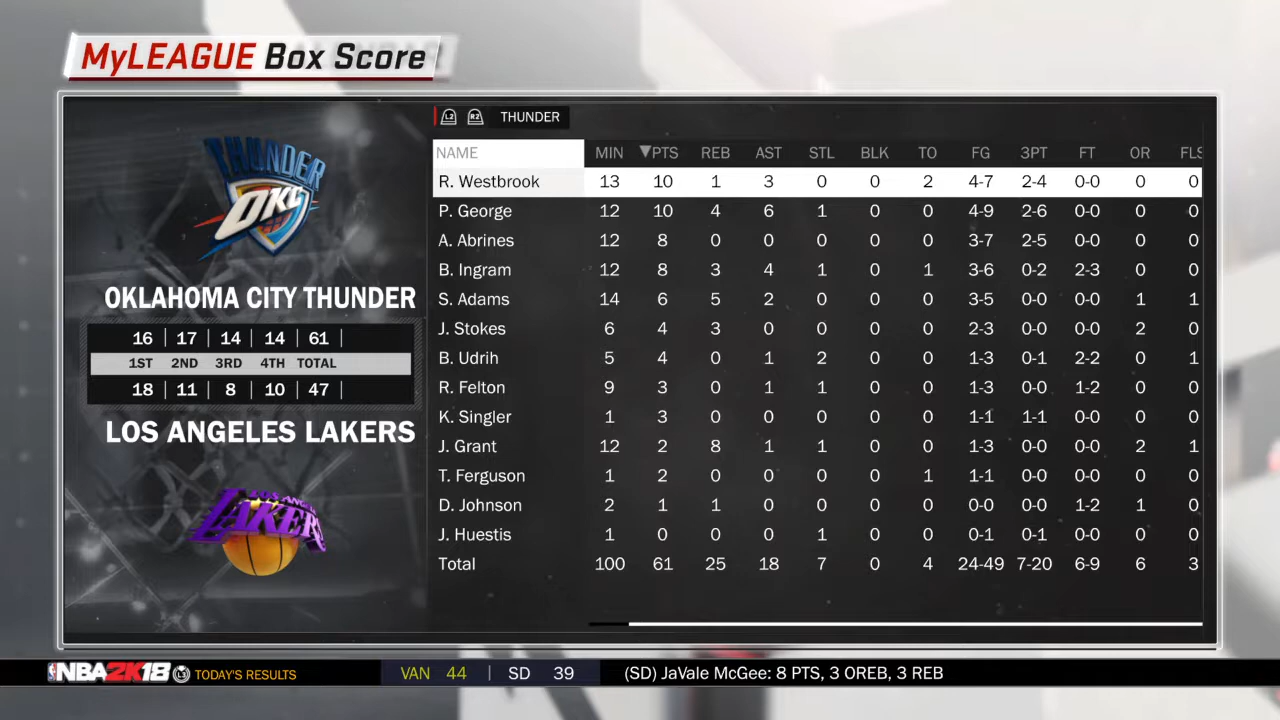 MyLEAGUE Box Score
THUNDER
OKC
OKLAHOMA CITY THUNDER
16 | 17 | 14 | 14 | 61 |
1ST 2ND 3RD 4TH TOTAL
18 | 11 | 8 | 10 | 47 |
LOS ANGELES LAKERS
LOS ANGELES
LAKERS
L2 R2 THUNDER
NAME MIN ▼PTS REB AST STL BLK TO FG 3PT FT OR FLS
R. Westbrook 13 10 1 3 0 0 2 4-7 2-4 0-0 0 0
P. George 12 10 4 6 1 0 0 4-9 2-6 0-0 0 0
A. Abrines 12 8 0 0 0 0 0 3-7 2-5 0-0 0 0
B. Ingram 12 8 3 4 1 0 1 3-6 0-2 2-3 0 0
S. Adams 14 6 5 2 0 0 0 3-5 0-0 0-0 1 1
J. Stokes 6 4 3 0 0 0 0 2-3 0-0 0-0 2 0
B. Udrih 5 4 0 1 2 0 0 1-3 0-1 2-2 0 1
R. Felton 9 3 0 1 1 0 0 1-3 0-0 1-2 0 0
K. Singler 1 3 0 0 0 0 0 1-1 1-1 0-0 0 0
J. Grant 12 2 8 1 1 0 0 1-3 0-0 0-0 2 1
T. Ferguson 1 2 0 0 0 0 1 1-1 0-0 0-0 0 0
D. Johnson 2 1 1 0 0 0 0 0-0 0-0 1-2 1 0
J. Huestis 1 0 0 0 1 0 0 0-1 0-1 0-0 0 0
Total 100 61 25 18 7 0 4 24-49 7-20 6-9 6 3
NBA2K18 TODAY'S RESULTS VAN 44 | SD 39 (SD) JaVale McGee: 8 PTS, 3 OREB, 3 REB